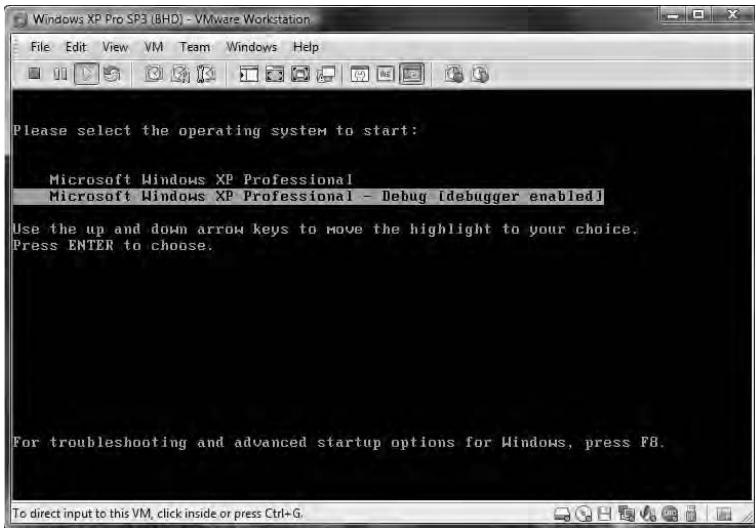 Windows XP Pro SP3 (BHD) - VMware Workstation
File Edit View VM Team Windows Help
Please select the operating system to start:
Microsoft Windows XP Professional
Microsoft Windows XP Professional - Debug [debugger enabled]
Use the up and down arrow keys to move the highlight to your choice.
Press ENTER to choose.
For troubleshooting and advanced startup options for Windows, press F8.
To direct input to this VM, click inside or press Ctrl+G.